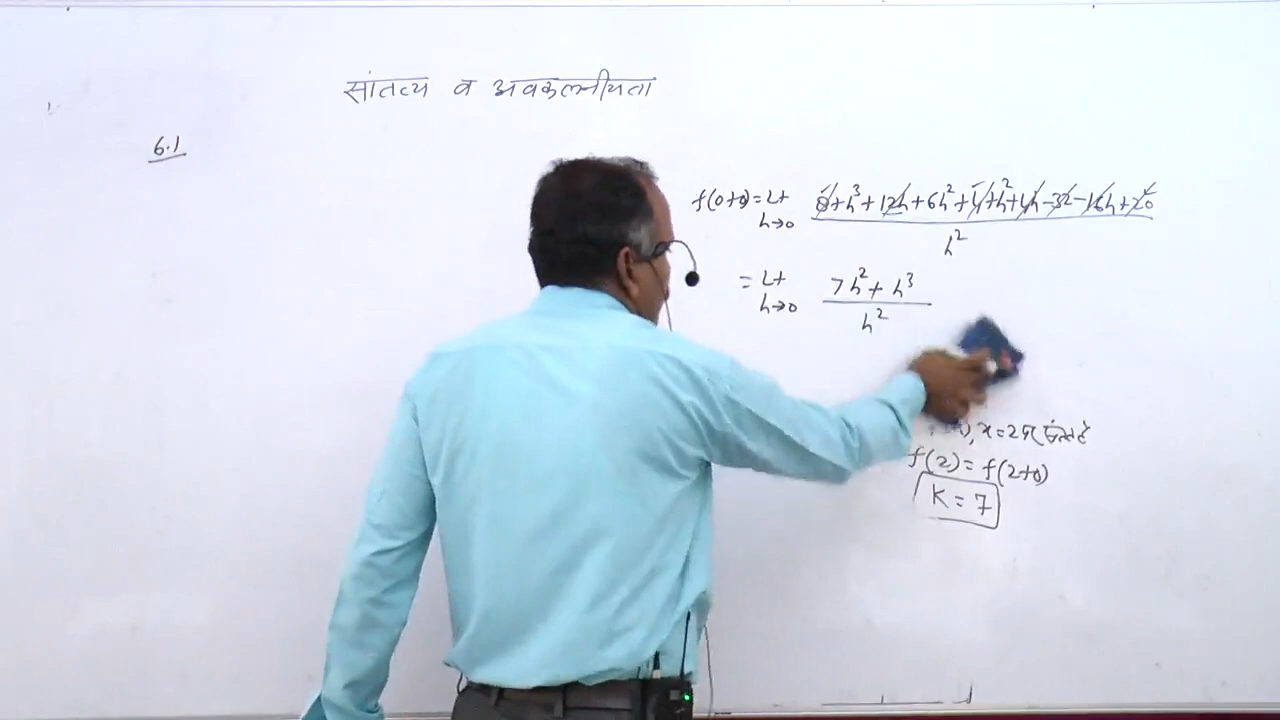 सांतत्य व अवकलनीयता
6.1
f(0+0) = Lt h→0 8+h³+12h+6h²+4+h²+4h-32-16h+20 / h²
= Lt h→0 7h²+h³ / h²
, x=2 पर संतत है
f(2) = f(2+0)
K = 7